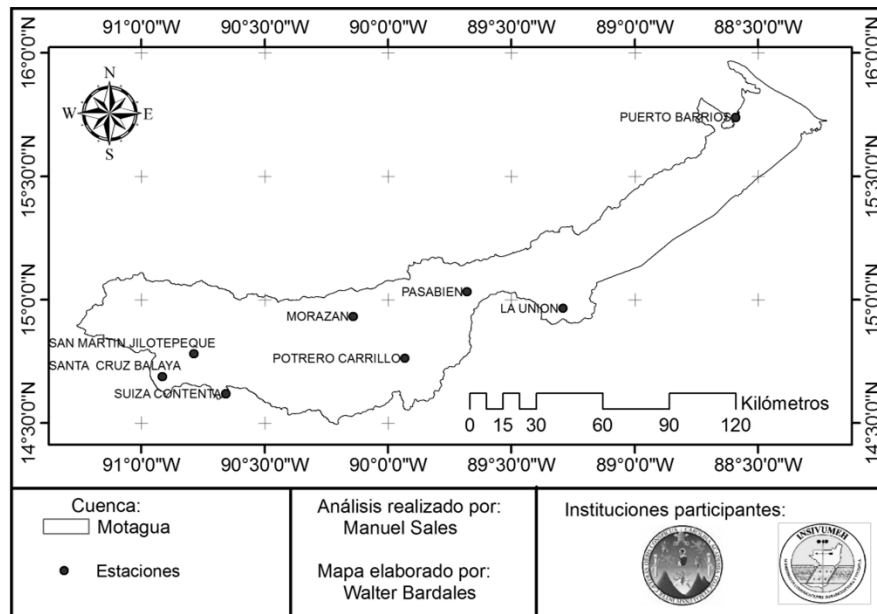 91°0'0"W 90°30'0"W 90°0'0"W 89°30'0"W 89°0'0"W 88°30'0"W
16°0'0"N 16°0'0"N
N
W E
S
PUERTO BARRIOS
15°30'0"N 15°30'0"N
PASABIEN
LA UNION
15°0'0"N 15°0'0"N
MORAZAN
SAN MARTIN JILOTEPEQUE
POTRERO CARRILLO
SANTA CRUZ BALAYA
SUIZA CONTENTA
Kilómetros
0 15 30 60 90 120
14°30'0"N 14°30'0"N
91°0'0"W 90°30'0"W 90°0'0"W 89°30'0"W 89°0'0"W 88°30'0"W
Cuenca:
Motagua
Estaciones
Análisis realizado por:
Manuel Sales
Mapa elaborado por:
Walter Bardales
Instituciones participantes:
INSIVUMEH